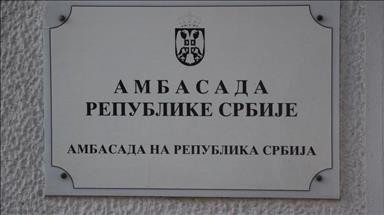 АМБАСАДА
РЕПУБЛИКЕ СРБИЈЕ
АМБАСАДА НА РЕПУБЛИКА СРБИЈА